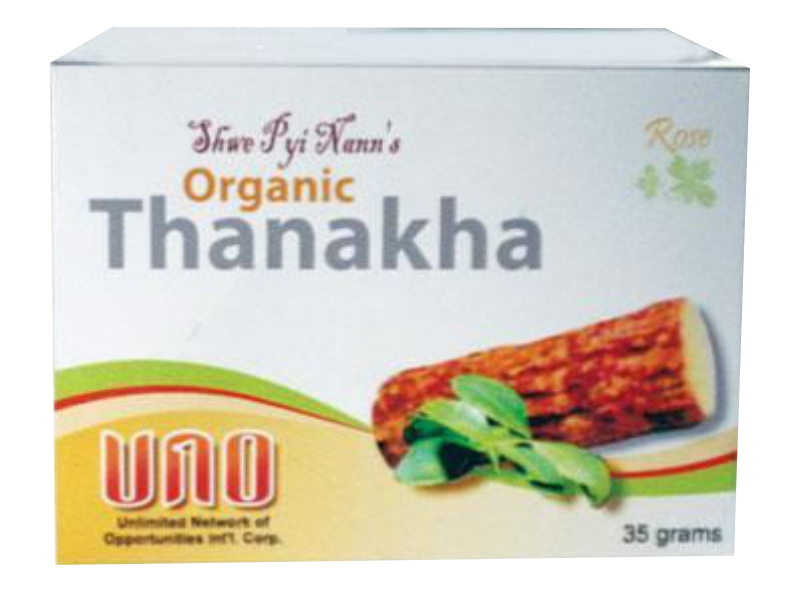 Shwe Pyi Nann's
Rose
Organic
Thanakha
UNO
Unlimited Network of
Opportunities Int'l. Corp.
35 grams